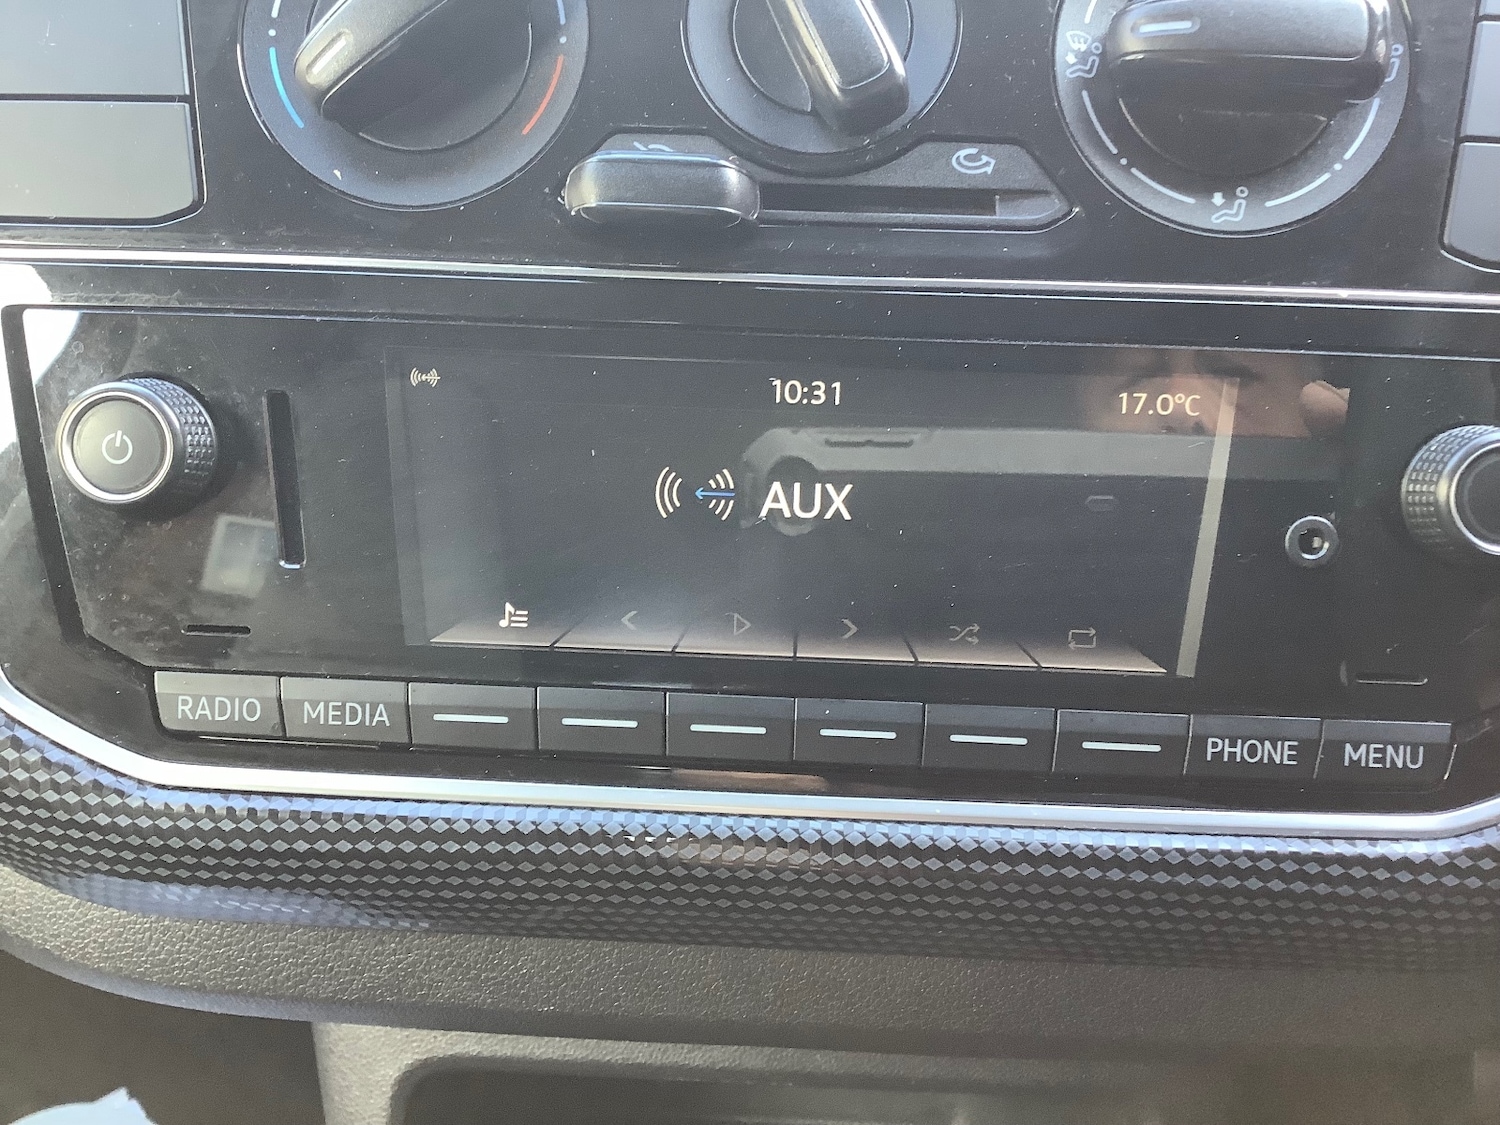 10:31
17.0°C
AUX
RADIO
MEDIA
PHONE
MENU